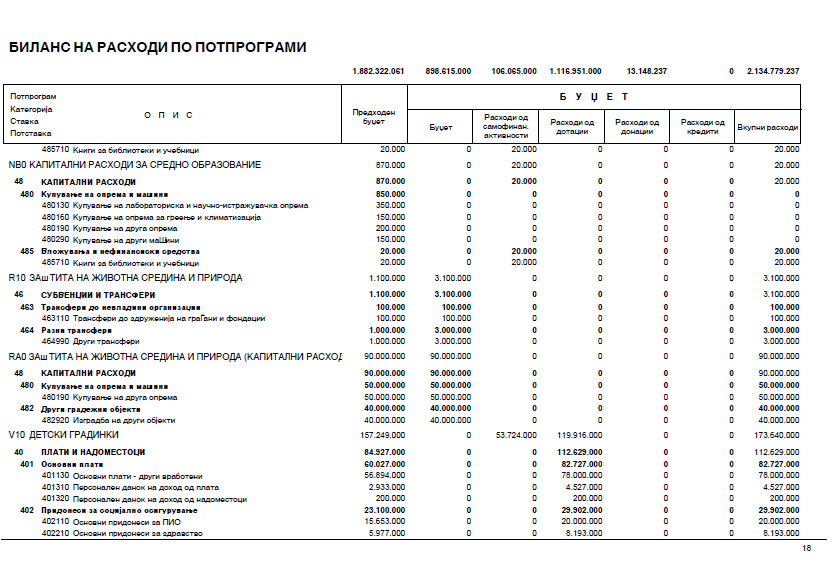 БИЛАНС НА РАСХОДИ ПО ПОТПРОГРАМИ
1.882.322.061 898.615.000 106.065.000 1.116.951.000 13.148.237 0 2.134.779.237
Потпрограм
Категорија
Ставка
Потставка
О П И С
Предходен буџет
Б У Џ Е Т
Буџет
Расходи од самофинан. активности
Расходи од дотации
Расходи од донации
Расходи од кредити
Вкупни расходи
485710 Книги за библиотеки и учебници 20.000 0 20.000 0 0 0 20.000
NB0 КАПИТАЛНИ РАСХОДИ ЗА СРЕДНО ОБРАЗОВАНИЕ 870.000 0 20.000 0 0 0 20.000
48 КАПИТАЛНИ РАСХОДИ 870.000 0 20.000 0 0 0 20.000
480 Купување на опрема и машини 850.000 0 0 0 0 0 0
480130 Купување на лабораториска и научно-истражувачка опрема 350.000 0 0 0 0 0 0
480160 Купување на опрема за греење и климатизација 150.000 0 0 0 0 0 0
480190 Купување на друга опрема 200.000 0 0 0 0 0 0
480290 Купување на други маШини 150.000 0 0 0 0 0 0
485 Вложувања и нефинансиски средства 20.000 0 20.000 0 0 0 20.000
485710 Книги за библиотеки и учебници 20.000 0 20.000 0 0 0 20.000
R10 ЗАшТИТА НА ЖИВОТНА СРЕДИНА И ПРИРОДА 1.100.000 3.100.000 0 0 0 0 3.100.000
46 СУБВЕНЦИИ И ТРАНСФЕРИ 1.100.000 3.100.000 0 0 0 0 3.100.000
463 Трансфери до невладини организации 100.000 100.000 0 0 0 0 100.000
463110 Трансфери до здруженија на граѓани и фондации 100.000 100.000 0 0 0 0 100.000
464 Разни трансфери 1.000.000 3.000.000 0 0 0 0 3.000.000
464990 Други трансфери 1.000.000 3.000.000 0 0 0 0 3.000.000
RA0 ЗАшТИТА НА ЖИВОТНА СРЕДИНА И ПРИРОДА (КАПИТАЛНИ РАСХОД 90.000.000 90.000.000 0 0 0 0 90.000.000
48 КАПИТАЛНИ РАСХОДИ 90.000.000 90.000.000 0 0 0 0 90.000.000
480 Купување на опрема и машини 50.000.000 50.000.000 0 0 0 0 50.000.000
480190 Купување на друга опрема 50.000.000 50.000.000 0 0 0 0 50.000.000
482 Други градежни објекти 40.000.000 40.000.000 0 0 0 0 40.000.000
482920 Изградба на други објекти 40.000.000 40.000.000 0 0 0 0 40.000.000
V10 ДЕТСКИ ГРАДИНКИ 157.249.000 0 53.724.000 119.916.000 0 0 173.640.000
40 ПЛАТИ И НАДОМЕСТОЦИ 84.927.000 0 0 112.629.000 0 0 112.629.000
401 Основни плати 60.027.000 0 0 82.727.000 0 0 82.727.000
401130 Основни плати - други вработени 56.894.000 0 0 78.000.000 0 0 78.000.000
401310 Персонален данок на доход од плата 2.933.000 0 0 4.527.000 0 0 4.527.000
401320 Персонален данок на доход од надоместоци 200.000 0 0 200.000 0 0 200.000
402 Придонеси за социјално осигурување 23.100.000 0 0 29.902.000 0 0 29.902.000
402110 Основни придонеси за ПИО 15.653.000 0 0 20.000.000 0 0 20.000.000
402210 Основни придонеси за здравство 5.977.000 0 0 8.193.000 0 0 8.193.000
18